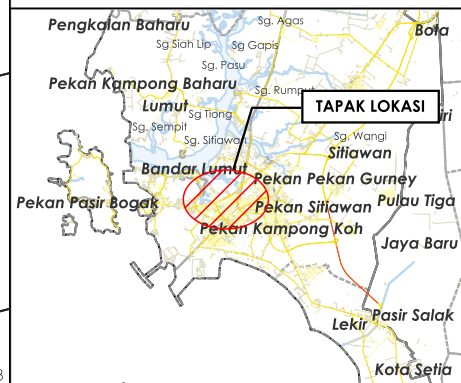 Pengkalan Baharu
Sg. Agas
Bota
Sg Siah Lip
Sg Gapis
Sg. Pasu
Pekan Kampong Baharu
Sg. Rumput
Lumut
Sg Tiong
TAPAK LOKASI
Sg. Sempit
Sg. Sitiawan
Sg. Wangi
Sitiawan
Bandar Lumut
Pekan Pekan Gurney
Pekan Pasir Bogak
Pekan Sitiawan
Pulau Tiga
Pekan Kampong Koh
Jaya Baru
Lekir
Pasir Salak
Kota Setia